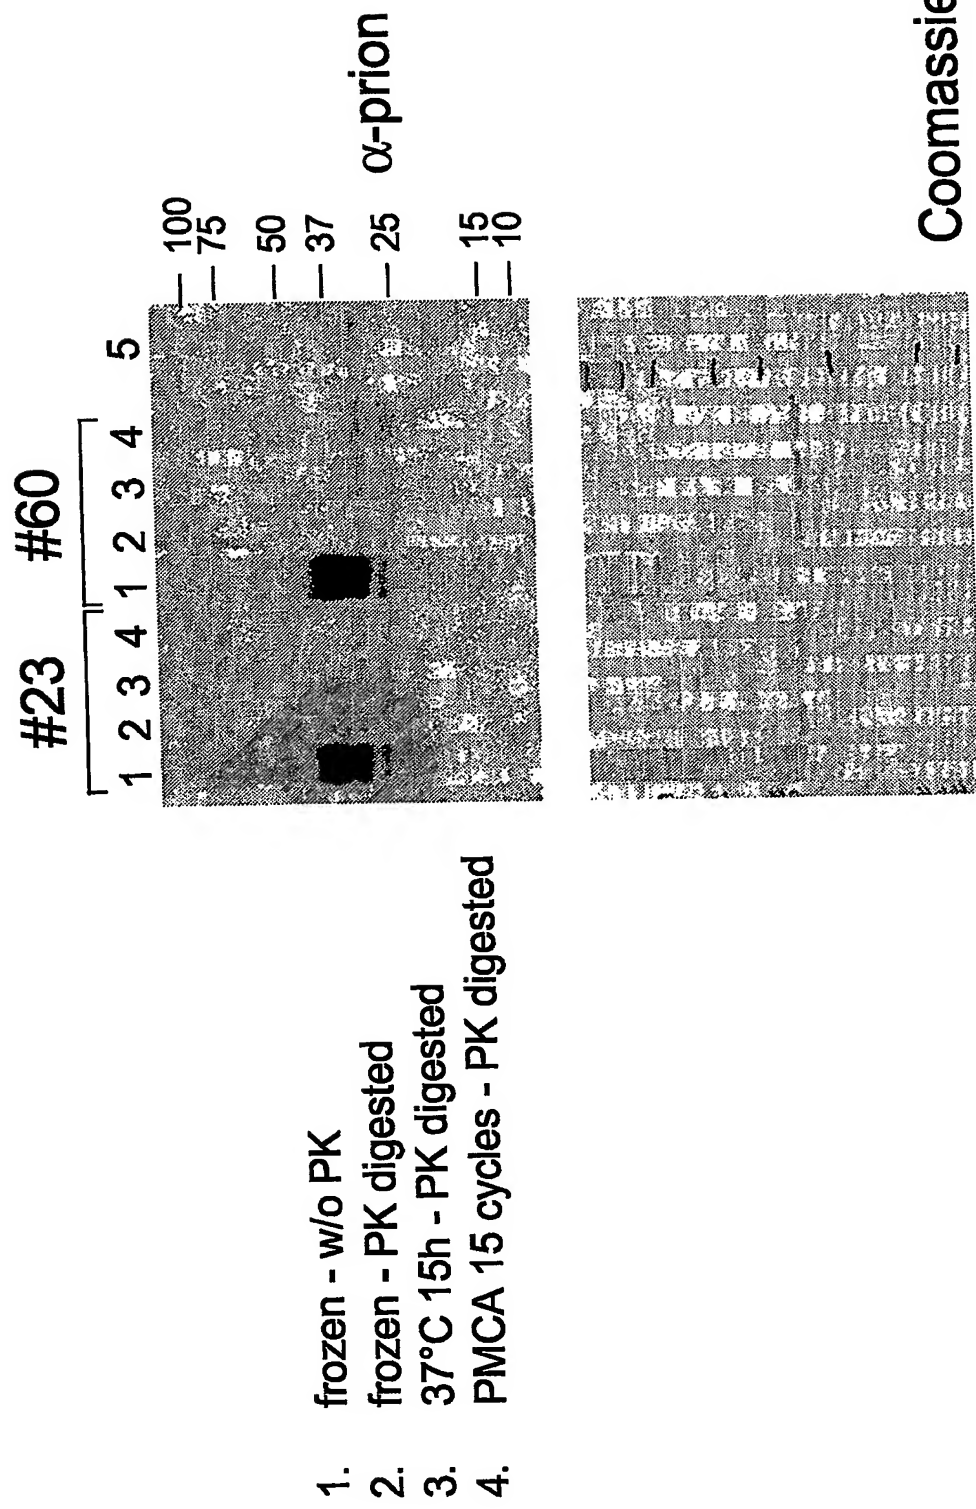 #23 #60
1 2 3 4 1 2 3 4 5
100
75
50
37
25
15
10
α-prion
Coomassie
1. frozen - w/o PK
2. frozen - PK digested
3. 37°C 15h - PK digested
4. PMCA 15 cycles - PK digested